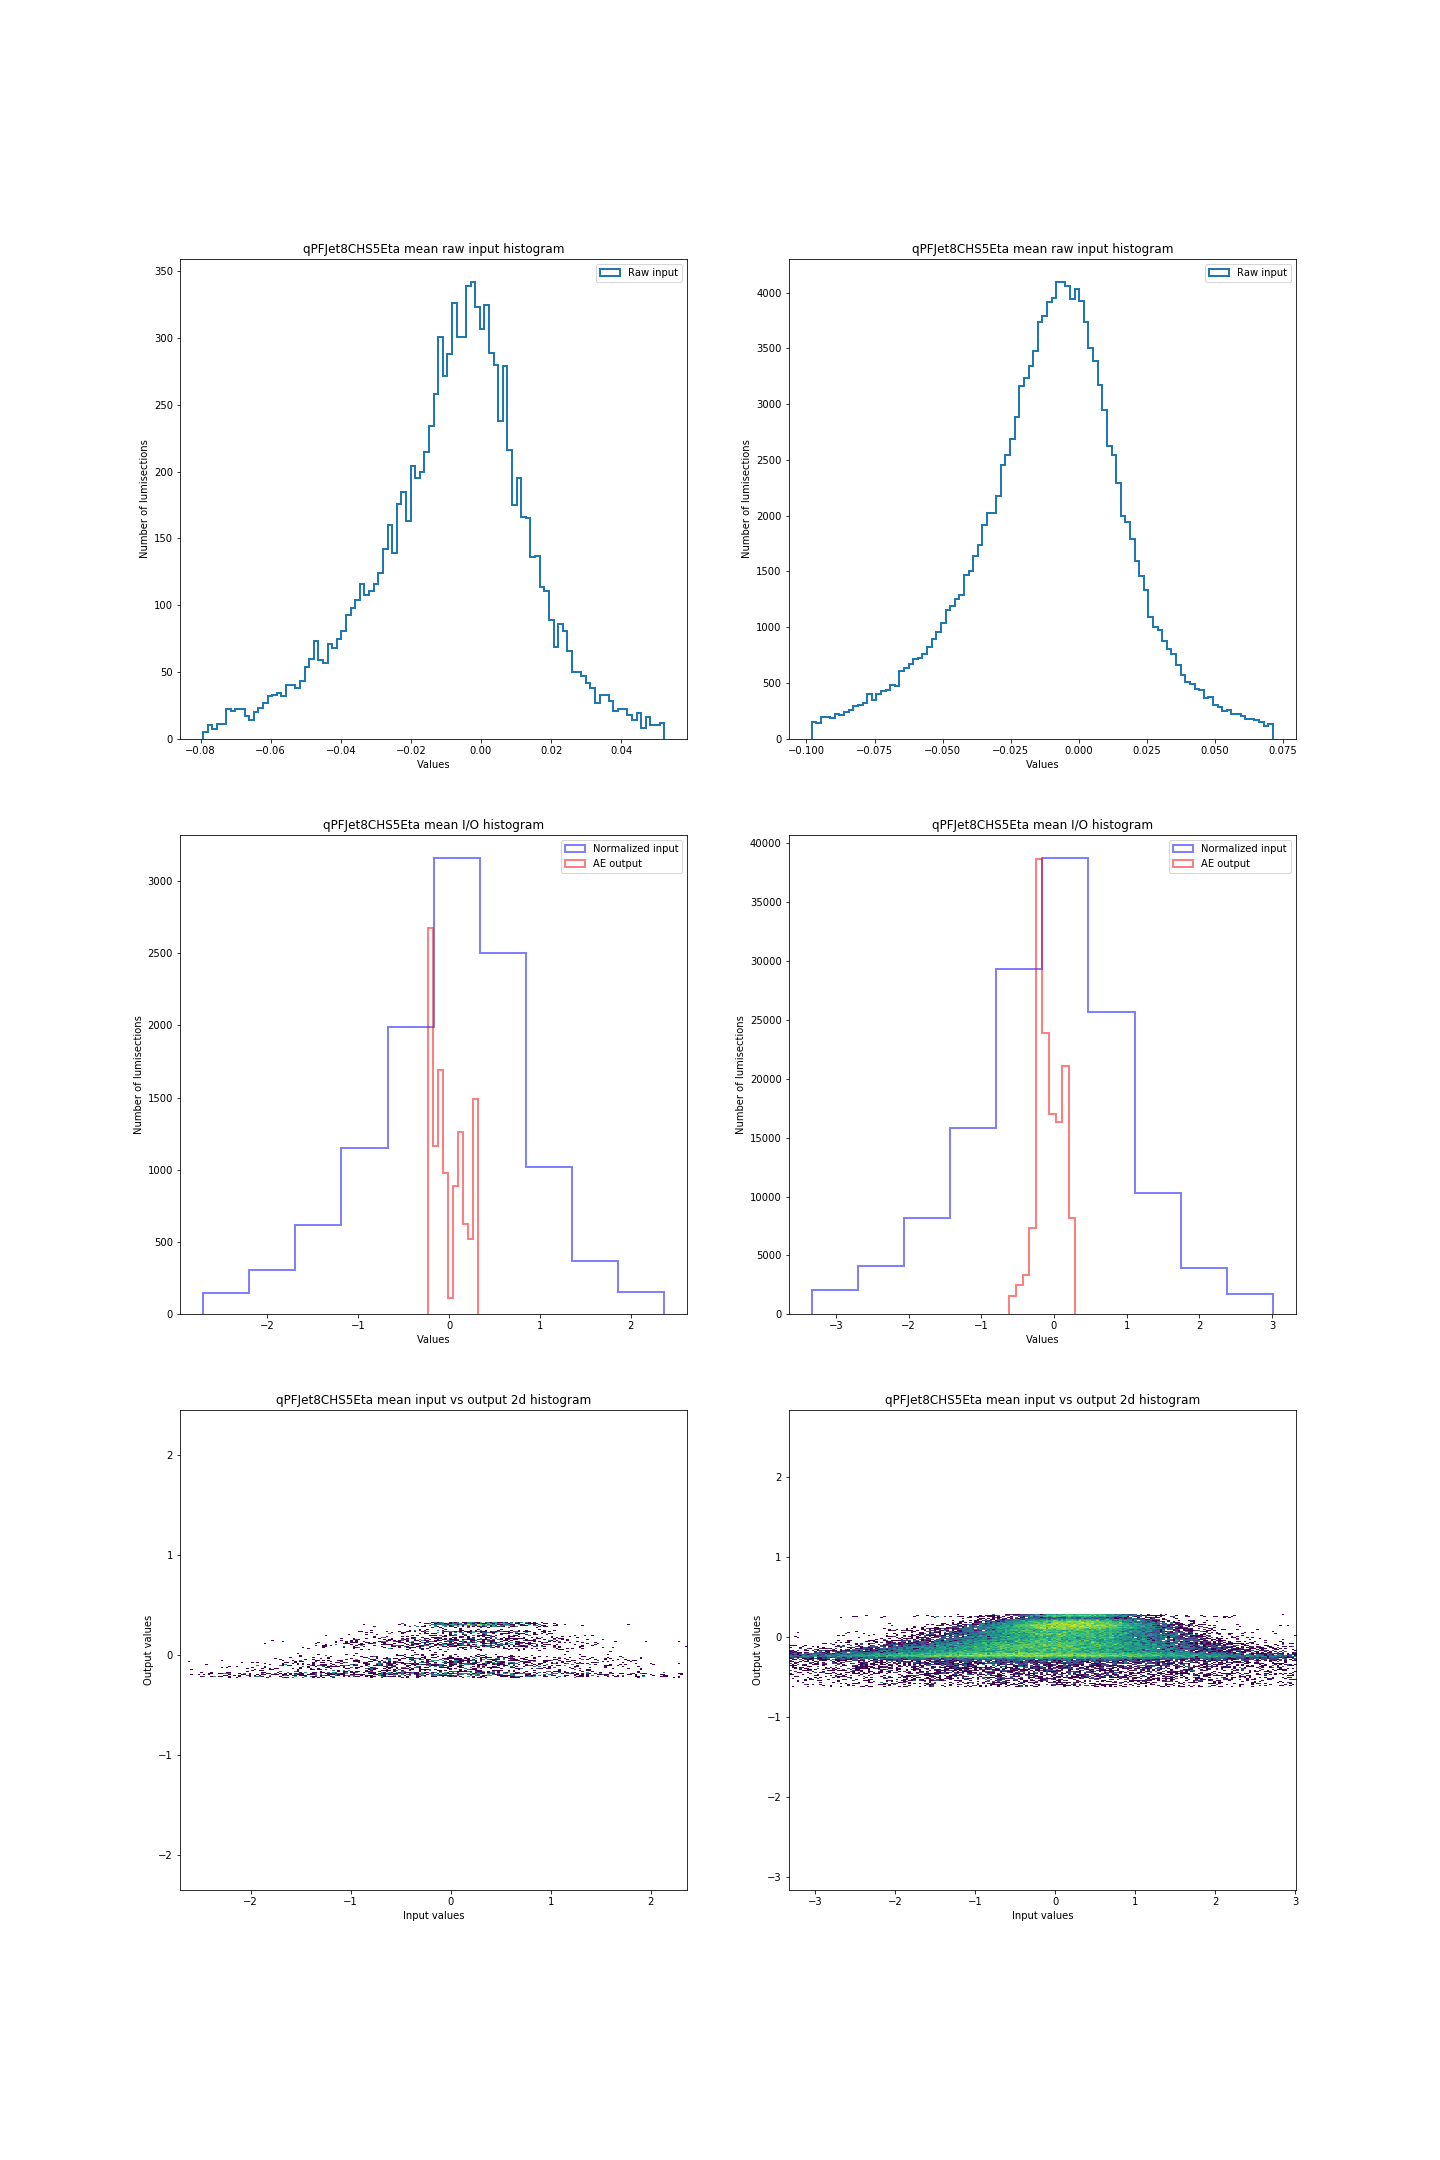 qPFJet8CHS5Eta mean raw input histogram
Raw input
350
300
250
200
150
100
50
0
Number of lumisections
−0.08 −0.06 −0.04 −0.02 0.00 0.02 0.04
Values
qPFJet8CHS5Eta mean raw input histogram
Raw input
4000
3500
3000
2500
2000
1500
1000
500
0
Number of lumisections
−0.100 −0.075 −0.050 −0.025 0.000 0.025 0.050 0.075
Values
qPFJet8CHS5Eta mean I/O histogram
Normalized input
AE output
3000
2500
2000
1500
1000
500
0
Number of lumisections
−2 −1 0 1 2
Values
qPFJet8CHS5Eta mean I/O histogram
Normalized input
AE output
40000
35000
30000
25000
20000
15000
10000
5000
0
Number of lumisections
−3 −2 −1 0 1 2 3
Values
qPFJet8CHS5Eta mean input vs output 2d histogram
2
1
0
−1
−2
Output values
−2 −1 0 1 2
Input values
qPFJet8CHS5Eta mean input vs output 2d histogram
2
1
0
−1
−2
−3
Output values
−3 −2 −1 0 1 2 3
Input values